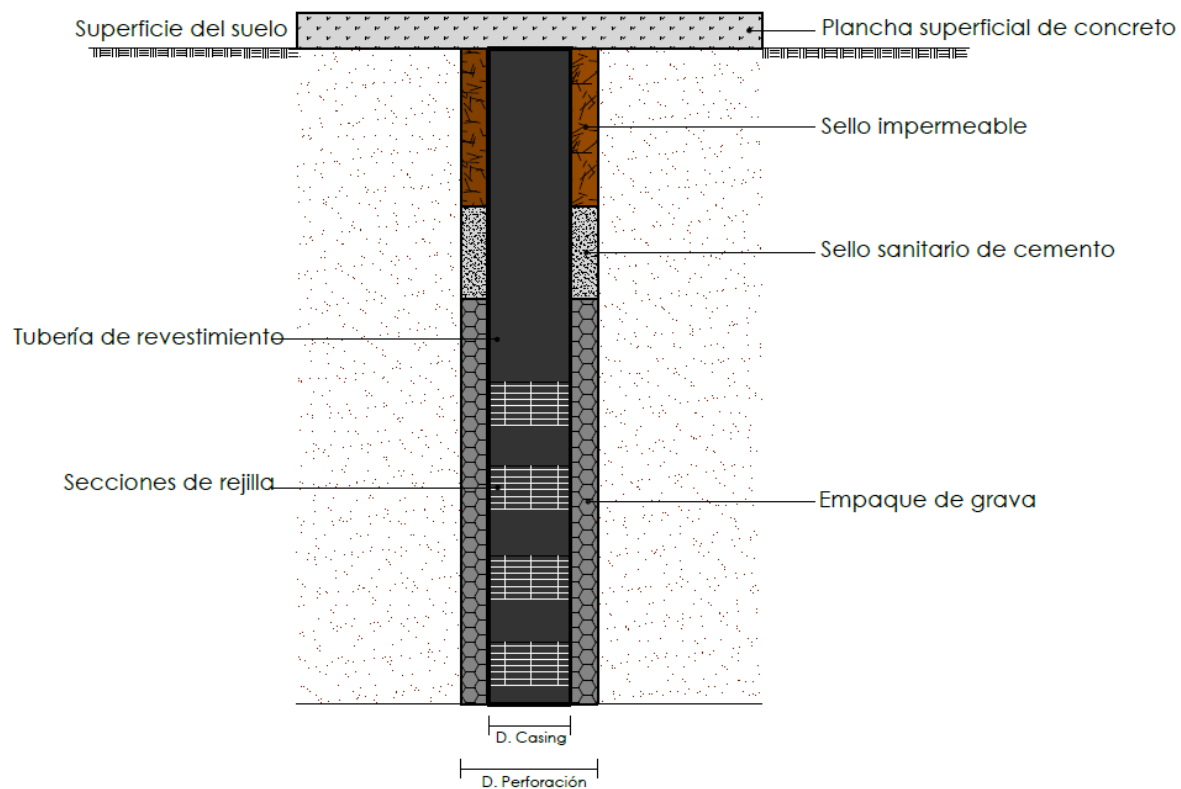 Superficie del suelo
Plancha superficial de concreto
Sello impermeable
Sello sanitario de cemento
Tubería de revestimiento
Secciones de rejilla
Empaque de grava
D. Casing
D. Perforación